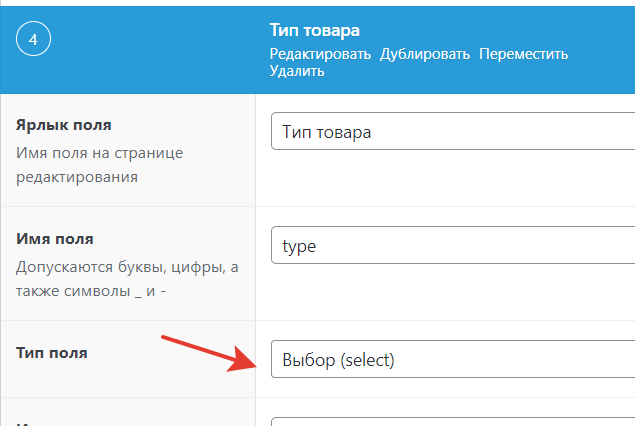 4
Тип товара
Редактировать Дублировать Переместить
Удалить
Ярлык поля
Имя поля на странице
редактирования
Тип товара
Имя поля
Допускаются буквы, цифры, а
также символы _ и -
type
Тип поля
Выбор (select)